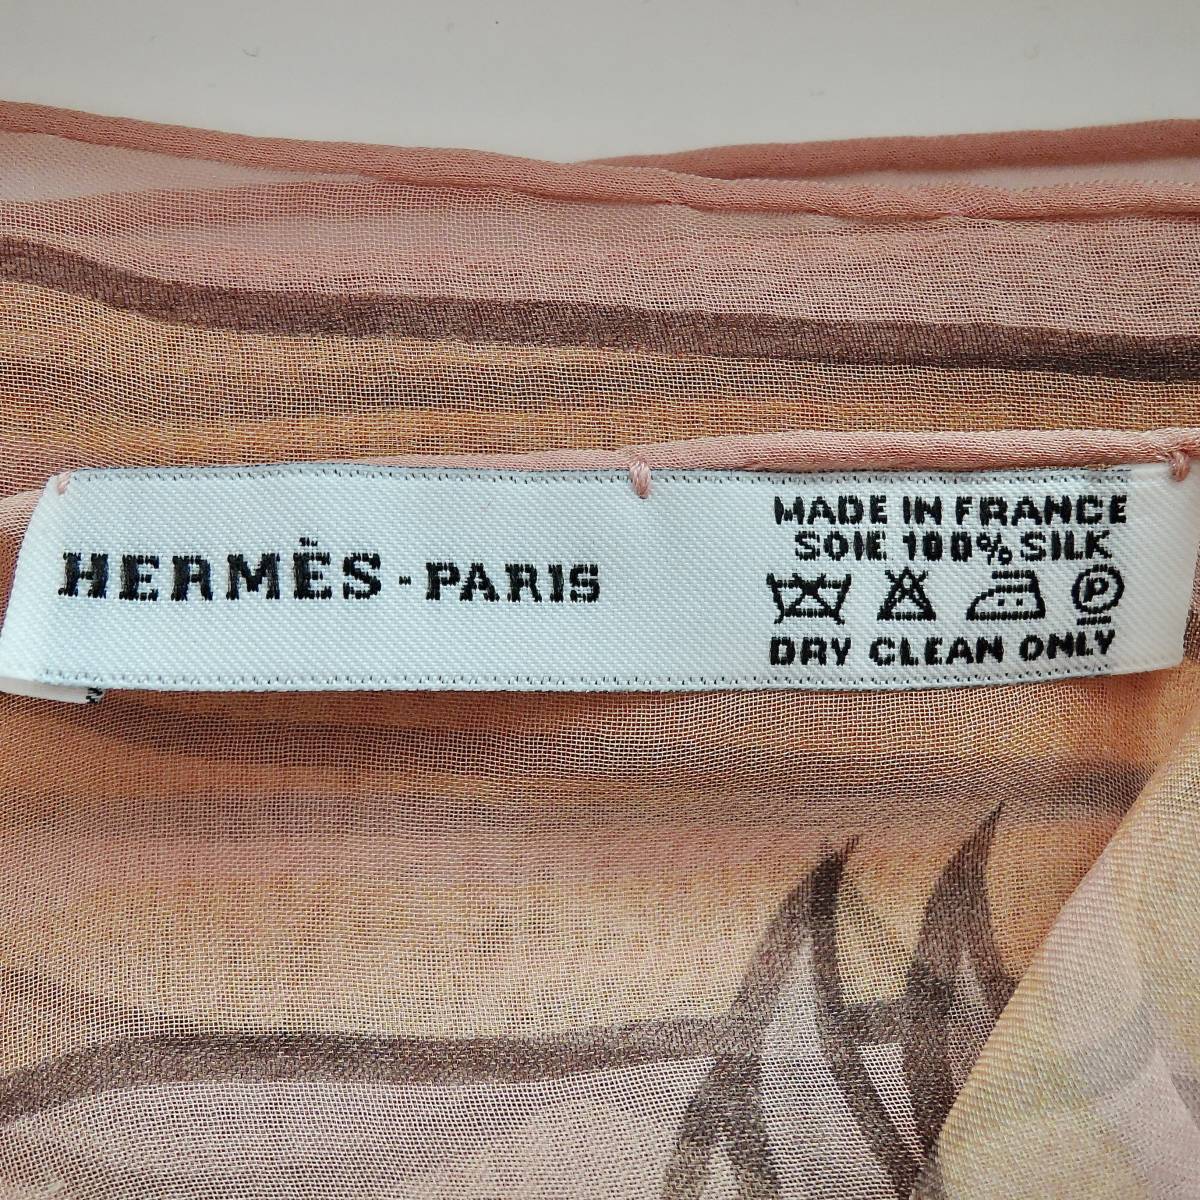 HERMÈS-PARIS
MADE IN FRANCE
SOIE 100% SILK
P
DRY CLEAN ONLY